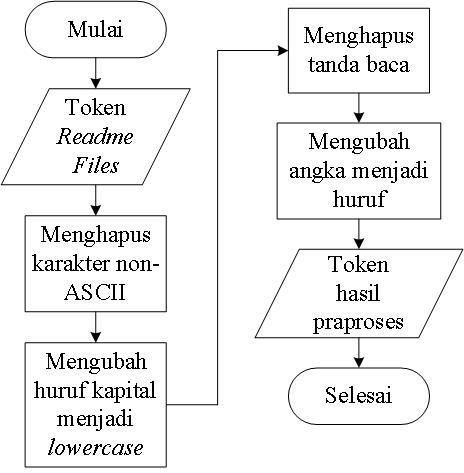 Mulai
Token
Readme
Files
Menghapus
karakter non-
ASCII
Mengubah
huruf kapital
menjadi
lowercase
Menghapus
tanda baca
Mengubah
angka menjadi
huruf
Token
hasil
praproses
Selesai